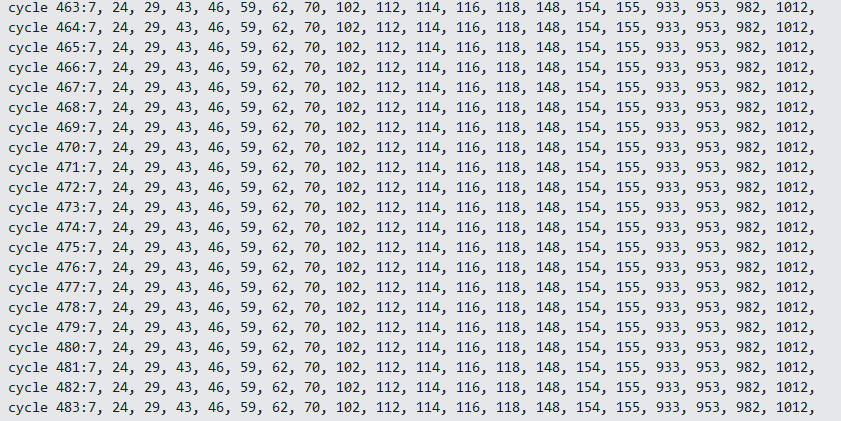 cycle 463:7, 24, 29, 43, 46, 59, 62, 70, 102, 112, 114, 116, 118, 148, 154, 155, 933, 953, 982, 1012,
cycle 464:7, 24, 29, 43, 46, 59, 62, 70, 102, 112, 114, 116, 118, 148, 154, 155, 933, 953, 982, 1012,
cycle 465:7, 24, 29, 43, 46, 59, 62, 70, 102, 112, 114, 116, 118, 148, 154, 155, 933, 953, 982, 1012,
cycle 466:7, 24, 29, 43, 46, 59, 62, 70, 102, 112, 114, 116, 118, 148, 154, 155, 933, 953, 982, 1012,
cycle 467:7, 24, 29, 43, 46, 59, 62, 70, 102, 112, 114, 116, 118, 148, 154, 155, 933, 953, 982, 1012,
cycle 468:7, 24, 29, 43, 46, 59, 62, 70, 102, 112, 114, 116, 118, 148, 154, 155, 933, 953, 982, 1012,
cycle 469:7, 24, 29, 43, 46, 59, 62, 70, 102, 112, 114, 116, 118, 148, 154, 155, 933, 953, 982, 1012,
cycle 470:7, 24, 29, 43, 46, 59, 62, 70, 102, 112, 114, 116, 118, 148, 154, 155, 933, 953, 982, 1012,
cycle 471:7, 24, 29, 43, 46, 59, 62, 70, 102, 112, 114, 116, 118, 148, 154, 155, 933, 953, 982, 1012,
cycle 472:7, 24, 29, 43, 46, 59, 62, 70, 102, 112, 114, 116, 118, 148, 154, 155, 933, 953, 982, 1012,
cycle 473:7, 24, 29, 43, 46, 59, 62, 70, 102, 112, 114, 116, 118, 148, 154, 155, 933, 953, 982, 1012,
cycle 474:7, 24, 29, 43, 46, 59, 62, 70, 102, 112, 114, 116, 118, 148, 154, 155, 933, 953, 982, 1012,
cycle 475:7, 24, 29, 43, 46, 59, 62, 70, 102, 112, 114, 116, 118, 148, 154, 155, 933, 953, 982, 1012,
cycle 476:7, 24, 29, 43, 46, 59, 62, 70, 102, 112, 114, 116, 118, 148, 154, 155, 933, 953, 982, 1012,
cycle 477:7, 24, 29, 43, 46, 59, 62, 70, 102, 112, 114, 116, 118, 148, 154, 155, 933, 953, 982, 1012,
cycle 478:7, 24, 29, 43, 46, 59, 62, 70, 102, 112, 114, 116, 118, 148, 154, 155, 933, 953, 982, 1012,
cycle 479:7, 24, 29, 43, 46, 59, 62, 70, 102, 112, 114, 116, 118, 148, 154, 155, 933, 953, 982, 1012,
cycle 480:7, 24, 29, 43, 46, 59, 62, 70, 102, 112, 114, 116, 118, 148, 154, 155, 933, 953, 982, 1012,
cycle 481:7, 24, 29, 43, 46, 59, 62, 70, 102, 112, 114, 116, 118, 148, 154, 155, 933, 953, 982, 1012,
cycle 482:7, 24, 29, 43, 46, 59, 62, 70, 102, 112, 114, 116, 118, 148, 154, 155, 933, 953, 982, 1012,
cycle 483:7, 24, 29, 43, 46, 59, 62, 70, 102, 112, 114, 116, 118, 148, 154, 155, 933, 953, 982, 1012,